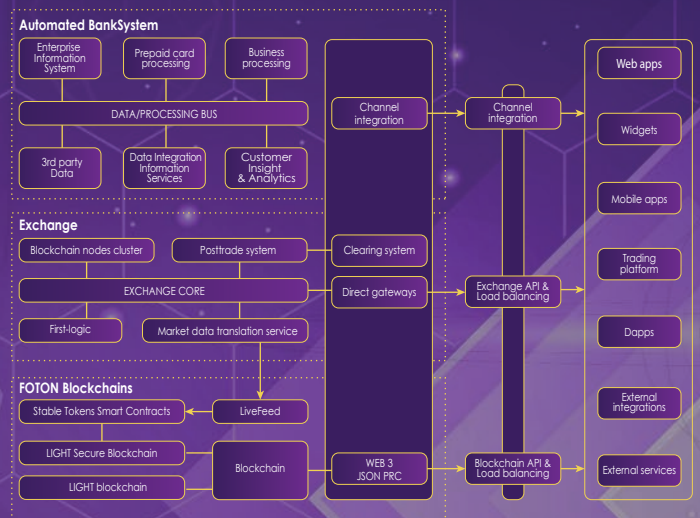 Automated BankSystem
Enterprise
Information
System
Prepaid card
processing
Business
processing
DATA/PROCESSING BUS
3rd party
Data
Data Integration
Information
Services
Customer
Insight
& Analytics
Channel
integration
Channel
integration
Exchange
Blockchain nodes cluster
Posttrade system
Clearing system
EXCHANGE CORE
Direct gateways
Exchange API &
Load balancing
First-logic
Market data translation service
FOTON Blockchains
Stable Tokens Smart Contracts
LiveFeed
LIGHT Secure Blockchain
LIGHT blockchain
Blockchain
WEB 3
JSON PRC
Blockchain API &
Load balancing
Web apps
Widgets
Mobile apps
Trading
platform
Dapps
External
integrations
External services